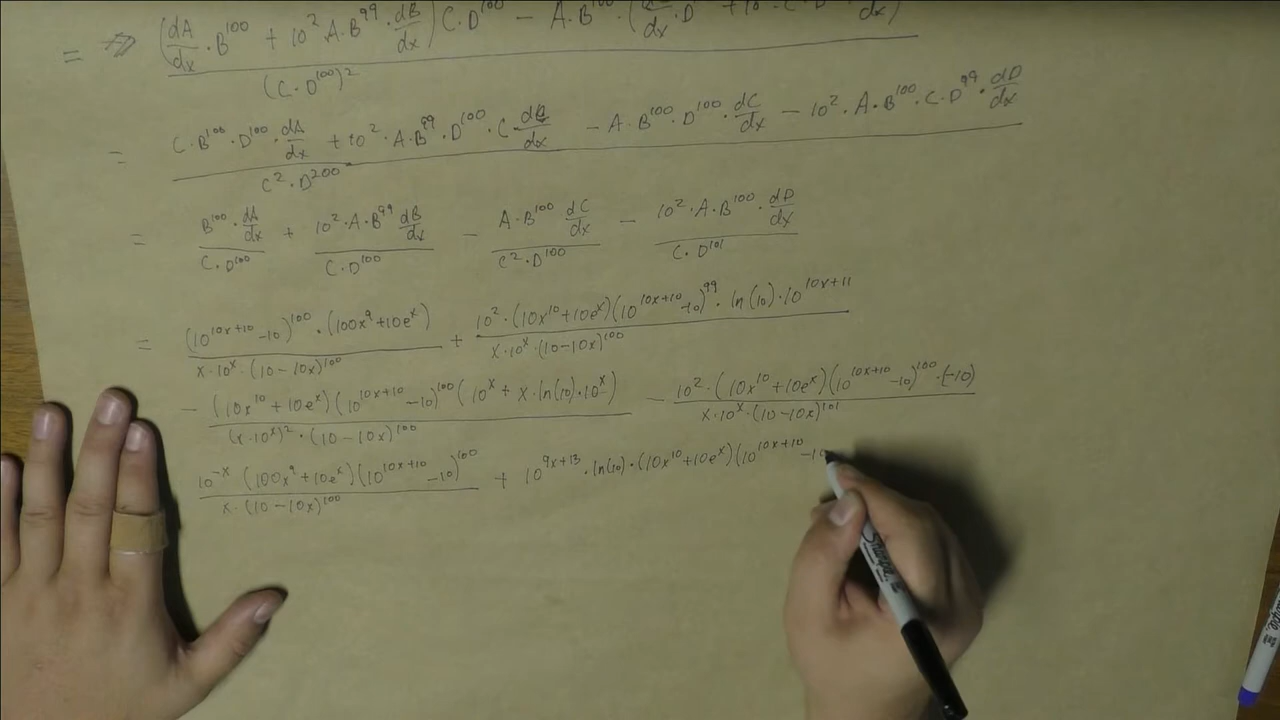 = => (dA/dx · B^100 + 10^2 · A · B^99 · dB/dx) C · D^100 − A · B^100 · (/dx · D + 10 · C · D dx)
(C · D^100)^2
= C · B^100 · D^100 · dA/dx + 10^2 · A · B^99 · D^100 · C · dB/dx − A · B^100 · D^100 · dC/dx − 10^2 · A · B^100 · C · D^99 · dD/dx
C^2 · D^200
= B^100 · dA/dx + 10^2 · A · B^99 dB/dx − A · B^100 dC/dx − 10^2 · A · B^100 · dD/dx
C · D^100 C · D^100 C^2 · D^100 C · D^101
= (10^(10x+10) −10)^100 · (100x^9 + 10e^x) + 10^2 · (10x^10 + 10e^x)(10^(10x+10) −10)^99 · ln(10) · 10^(10x+11)
x · 10^x · (10 − 10x)^100 x · 10^x · (10 − 10x)^100
− (10x^10 + 10e^x)(10^(10x+10) −10)^100 (10^x + x · ln(10) · 10^x) − 10^2 · (10x^10 + 10e^x)(10^(10x+10) −10)^100 · (−10)
(x · 10^x)^2 · (10 − 10x)^100 x · 10^x · (10 − 10x)^101
10^−x (100x^9 + 10e^x)(10^(10x+10) −10)^100 + 10^(9x+13) · ln(10) · (10x^10 + 10e^x)(10^(10x+10) −10
x · (10 − 10x)^100
Sharpie